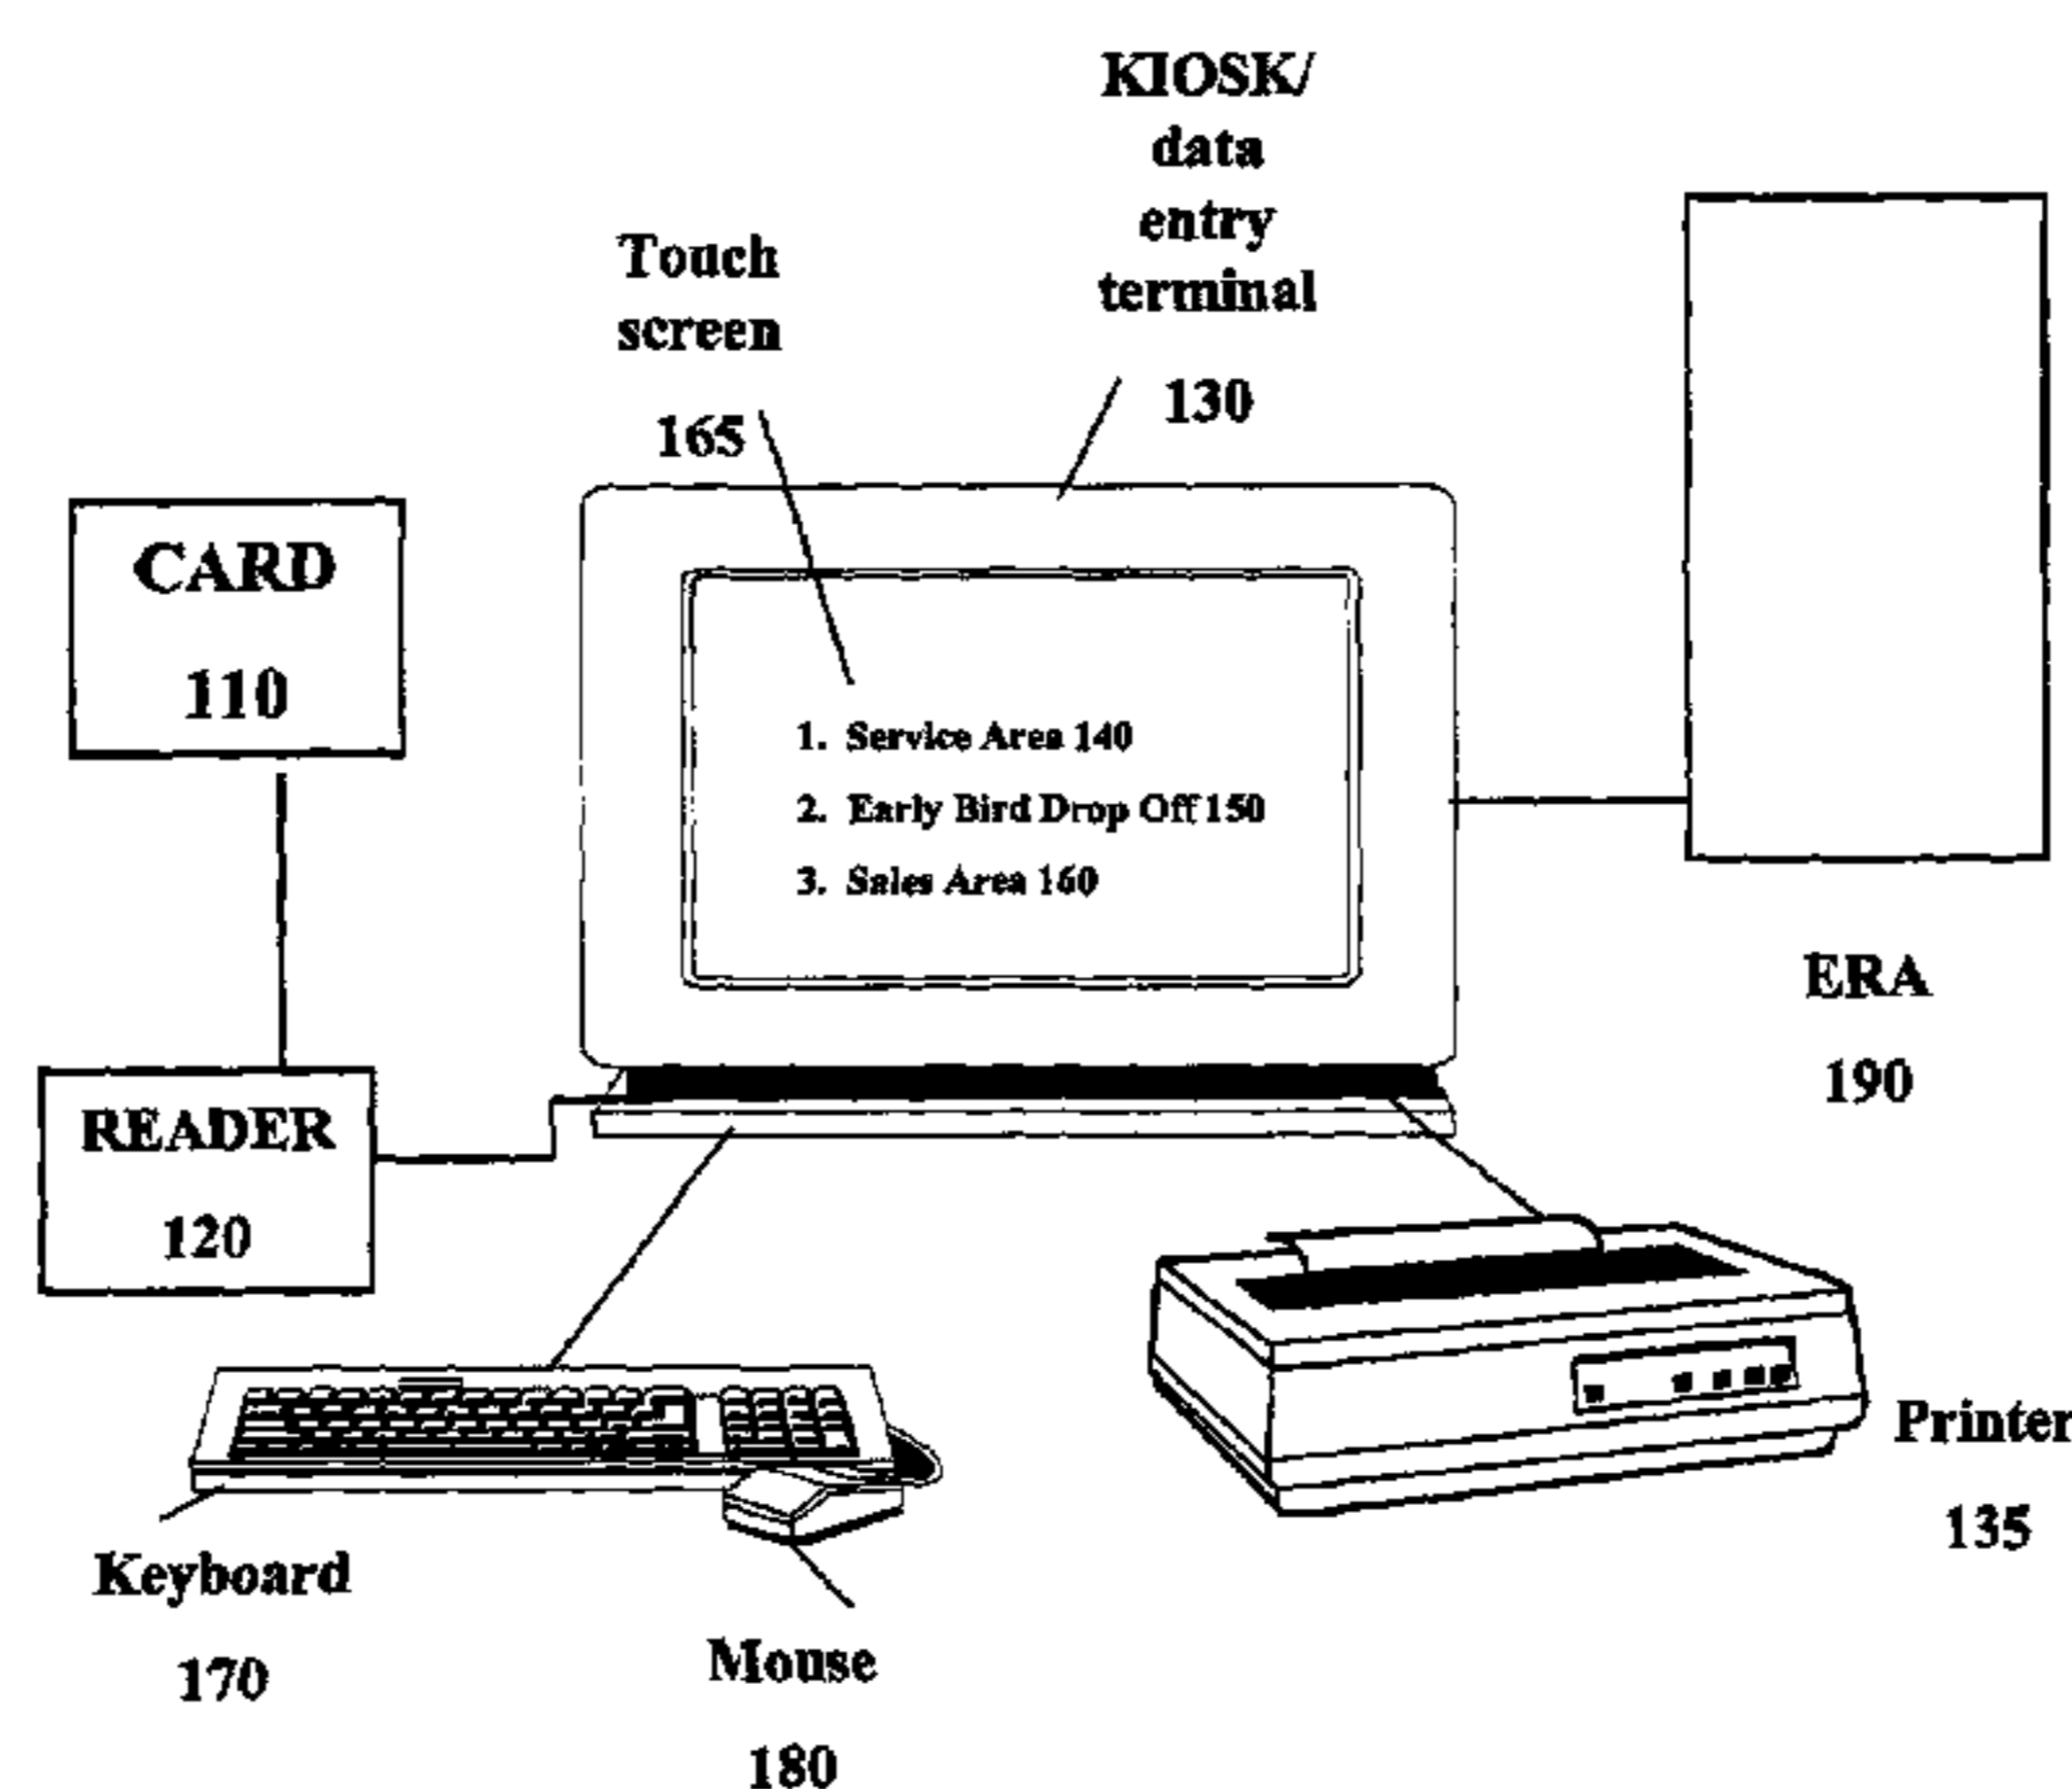 KIOSK/
data
entry
terminal
130
Touch
screen
165
CARD
110
1. Service Area 140
2. Early Bird Drop Off 150
3. Sales Area 160
ERA
190
READER
120
Printer
135
Keyboard
170
Mouse
180